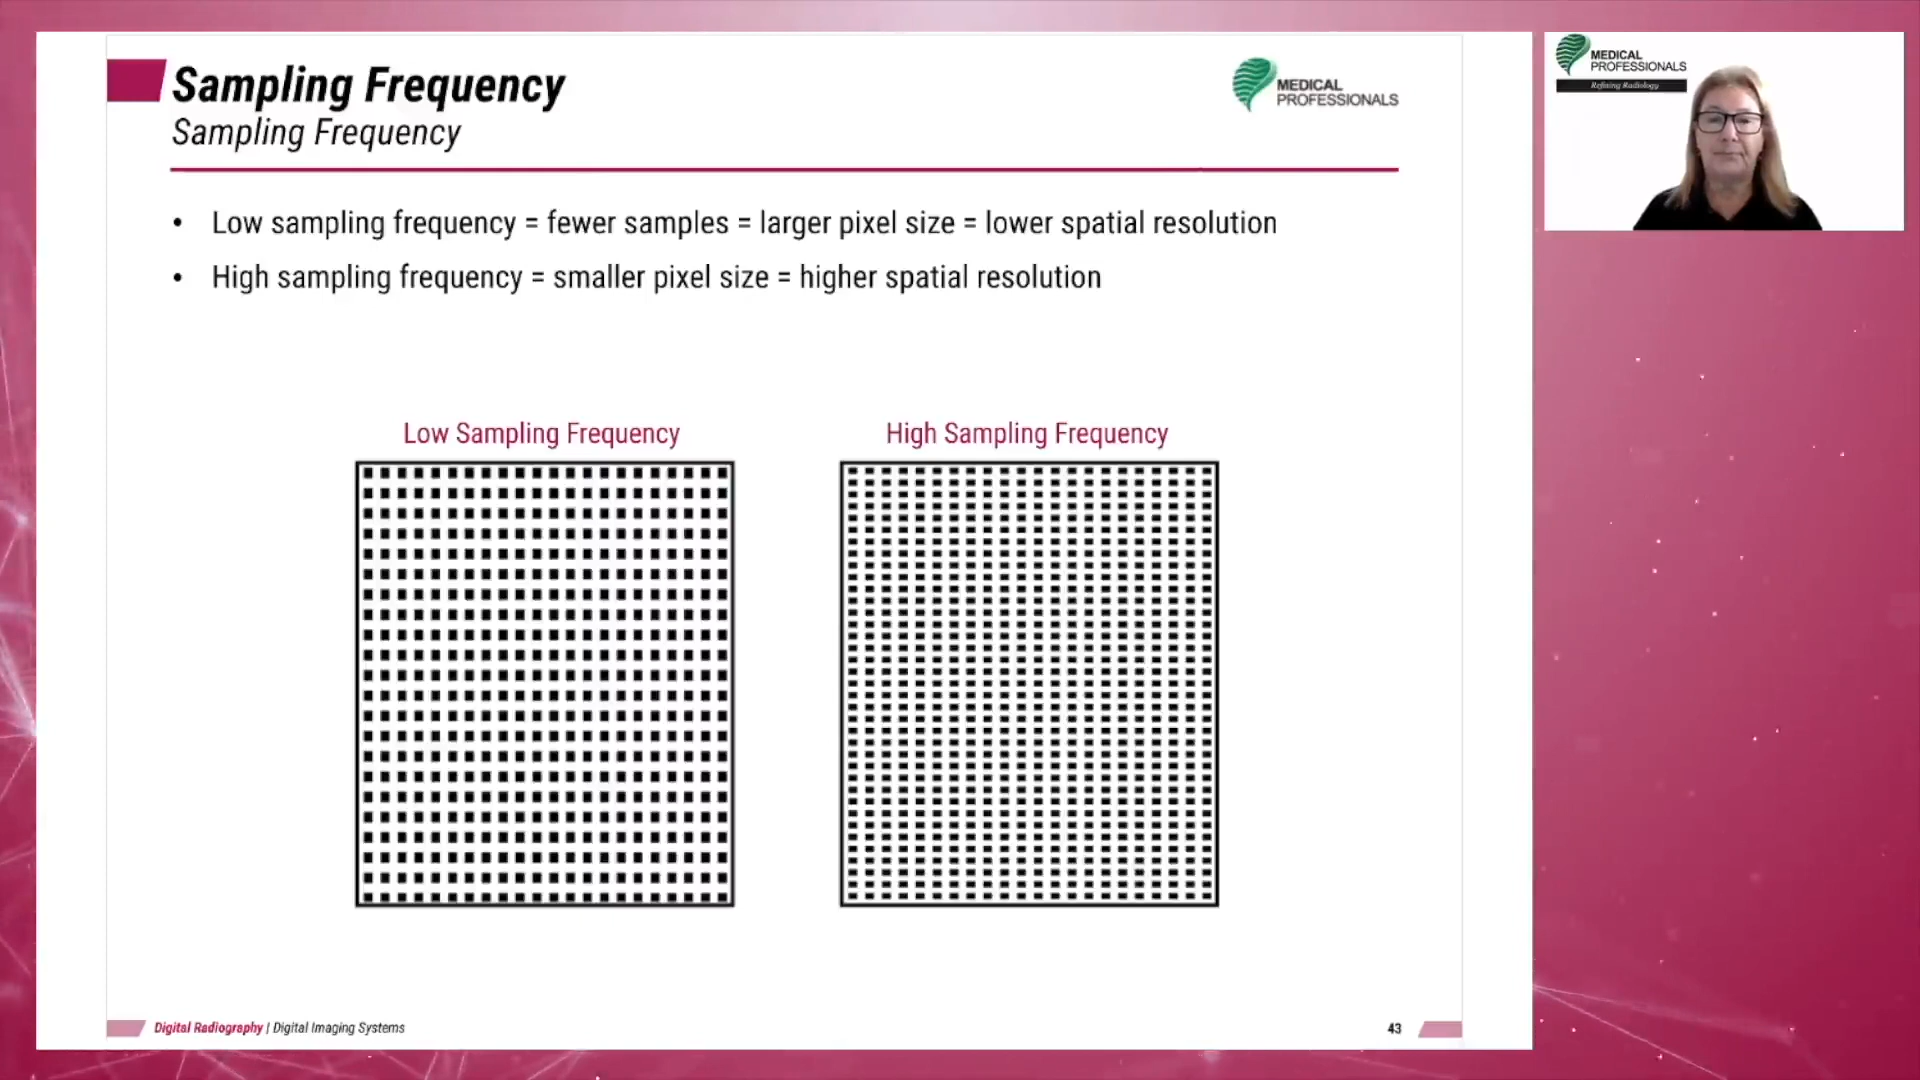 Sampling Frequency
Sampling Frequency
MEDICAL
PROFESSIONALS
• Low sampling frequency = fewer samples = larger pixel size = lower spatial resolution
• High sampling frequency = smaller pixel size = higher spatial resolution
Low Sampling Frequency
High Sampling Frequency
Digital Radiography | Digital Imaging Systems
43
MEDICAL
PROFESSIONALS
Refining Radiology